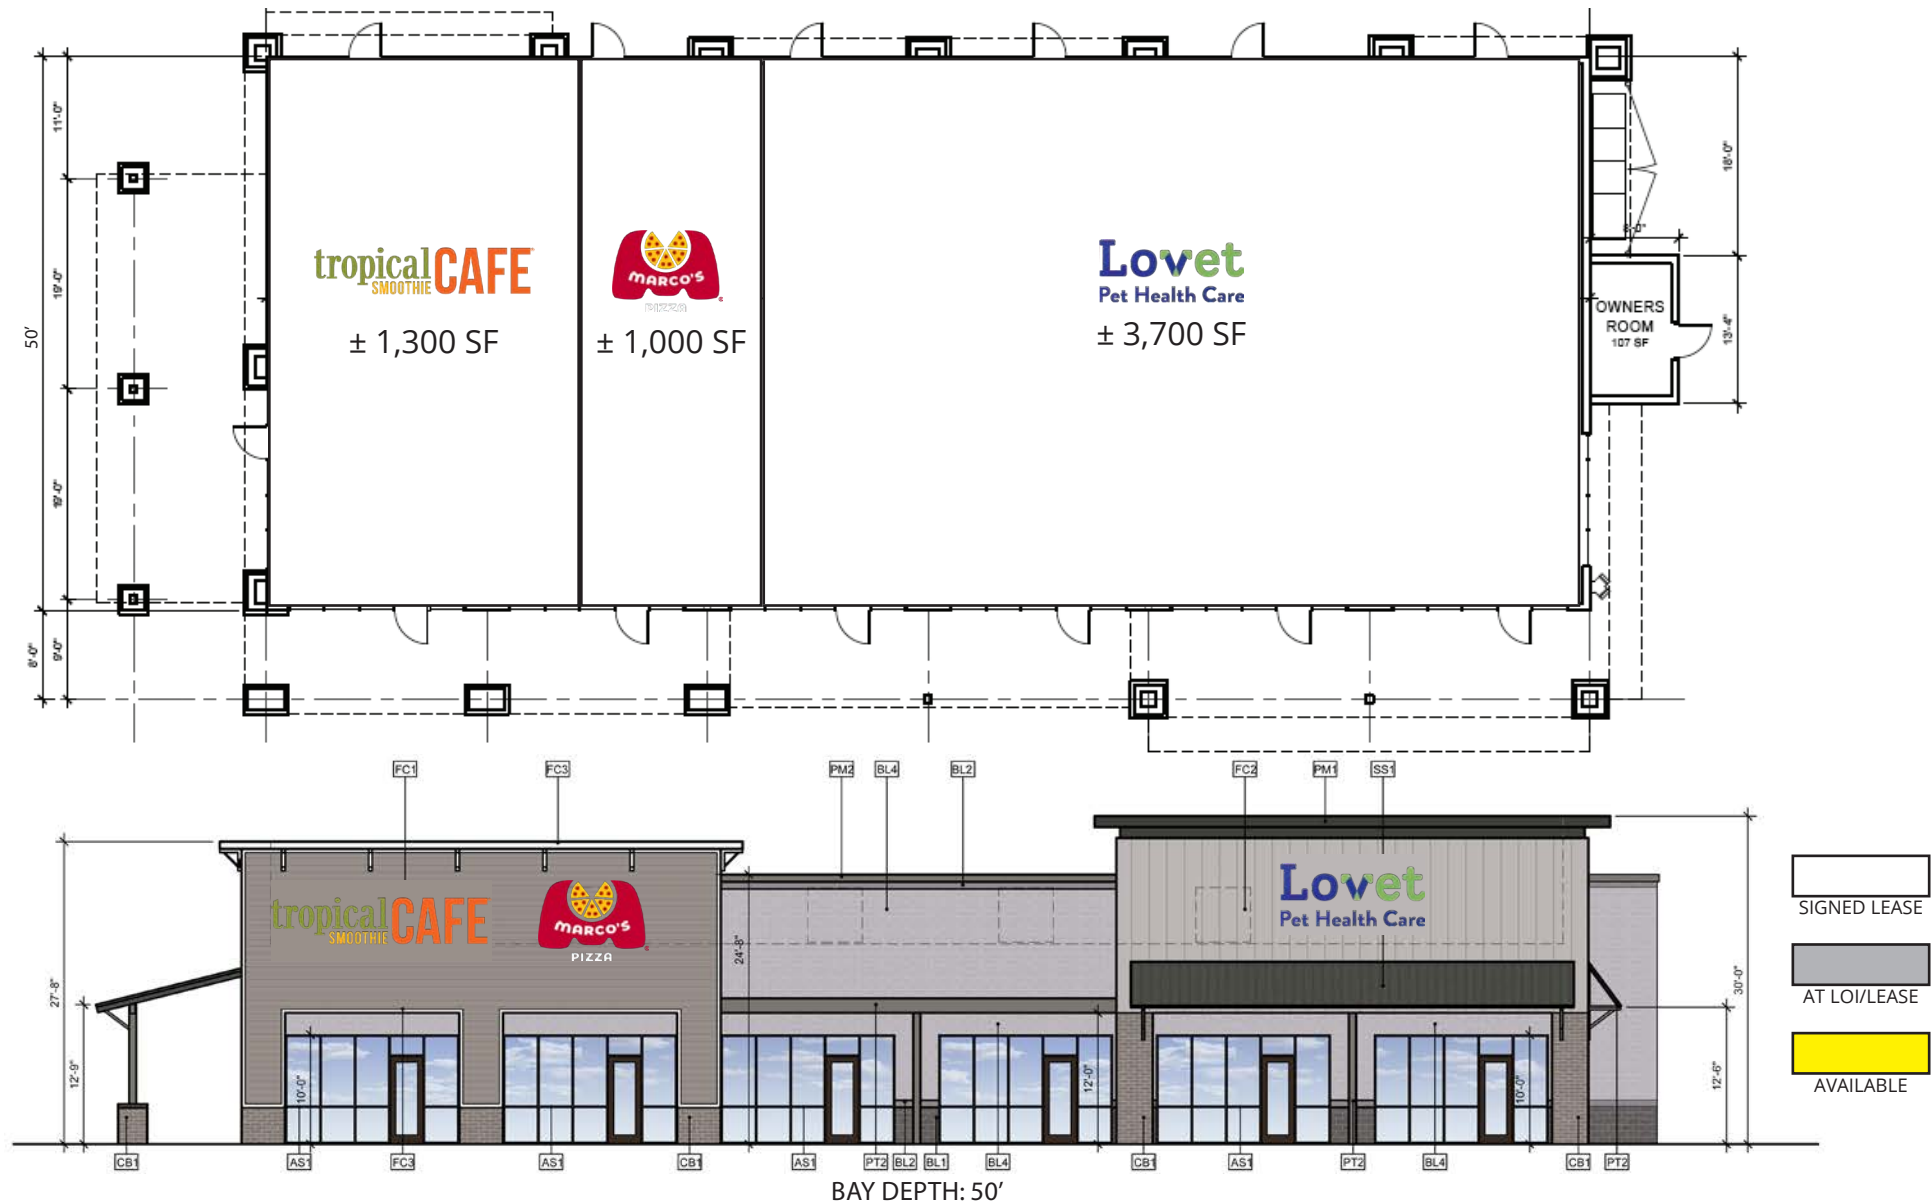 11'-0"
19'-0"
50'
19'-0"
8'-0"
9'-0"
tropical CAFE
SMOOTHIE
± 1,300 SF
MARCO'S
PIZZA
± 1,000 SF
Lovet
Pet Health Care
± 3,700 SF
18'-0"
OWNERS
ROOM
107 SF
13'-4"
FC1
FC3
PM2
BL4
BL2
FC2
PM1
SS1
27'-8"
12'-9"
tropical CAFE
SMOOTHIE
MARCO'S
PIZZA
24'-8"
Lovet
Pet Health Care
30'-0"
12'-6"
10'-0"
12'-0"
10'-0"
SIGNED LEASE
AT LOI/LEASE
AVAILABLE
CB1
AS1
FC3
AS1
CB1
AS1
PT2
BL2
BL1
BL4
CB1
AS1
PT2
BL4
CB1
PT2
BAY DEPTH: 50'